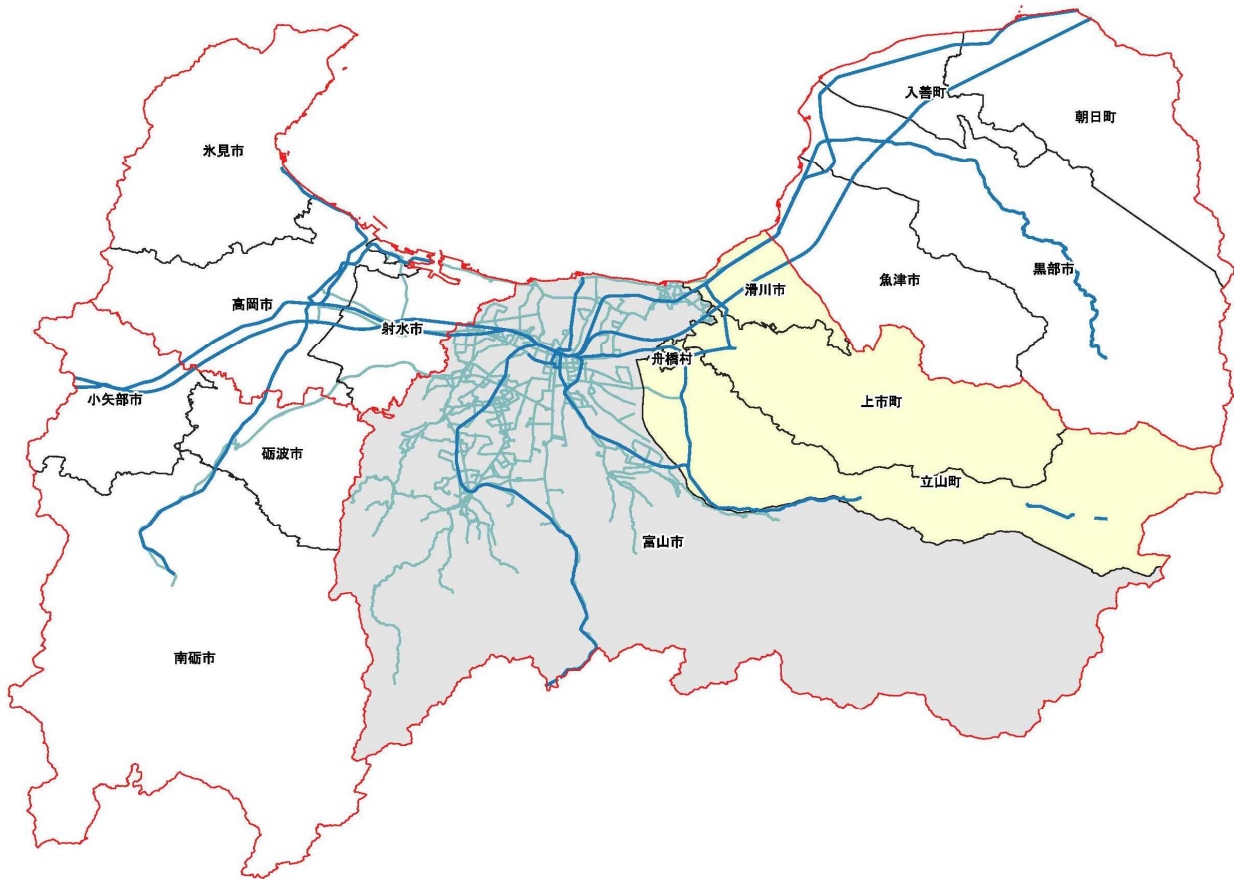 入善町
朝日町
氷見市
黒部市
魚津市
滑川市
高岡市
射水市
舟橋村
小矢部市
上市町
砺波市
立山町
富山市
南砺市